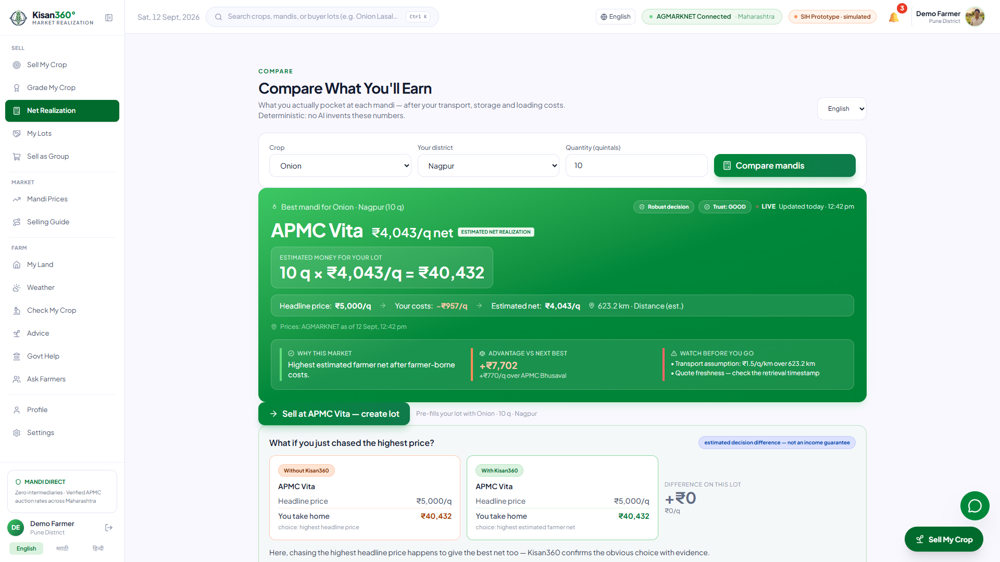 Kisan360°
MARKET REALIZATION
Sat, 12 Sept, 2026
Search crops, mandis, or buyer lots (e.g. Onion Lasal...
Ctrl K
English
AGMARKNET Connected · Maharashtra
SIH Prototype · simulated
3
Demo Farmer
Pune District
SELL
Sell My Crop
Grade My Crop
Net Realization
My Lots
Sell as Group
MARKET
Mandi Prices
Selling Guide
FARM
My Land
Weather
Check My Crop
Advice
Govt Help
Ask Farmers
Profile
Settings
MANDI DIRECT
Zero intermediaries · Verified APMC
auction rates across Maharashtra
DE
Demo Farmer
Pune District
English
मराठी
हिन्दी
COMPARE
Compare What You'll Earn
What you actually pocket at each mandi — after your transport, storage and loading costs.
Deterministic: no AI invents these numbers.
English
Crop
Onion
Your district
Nagpur
Quantity (quintals)
10
Compare mandis
Best mandi for Onion · Nagpur (10 q)
Robust decision
Trust: GOOD
LIVE Updated today · 12:42 pm
APMC Vita ₹4,043/q net ESTIMATED NET REALIZATION
ESTIMATED MONEY FOR YOUR LOT
10 q × ₹4,043/q = ₹40,432
Headline price: ₹5,000/q → Your costs: −₹957/q → Estimated net: ₹4,043/q 623.2 km · Distance (est.)
Prices: AGMARKNET as of 12 Sept, 12:42 pm
WHY THIS MARKET
Highest estimated farmer net after farmer-borne
costs.
ADVANTAGE VS NEXT BEST
+₹7,702
+₹770/q over APMC Bhusaval
WATCH BEFORE YOU GO
• Transport assumption: ₹1.5/q/km over 623.2 km
• Quote freshness — check the retrieval timestamp
→ Sell at APMC Vita — create lot
Pre-fills your lot with Onion · 10 q · Nagpur
What if you just chased the highest price?
estimated decision difference — not an income guarantee
Without Kisan360
APMC Vita
Headline price ₹5,000/q
You take home ₹40,432
choice: highest headline price
With Kisan360
APMC Vita
Headline price ₹5,000/q
You take home ₹40,432
choice: highest estimated farmer net
DIFFERENCE ON THIS LOT
+₹0
₹0/q
Here, chasing the highest headline price happens to give the best net too — Kisan360 confirms the obvious choice with evidence.
Sell My Crop